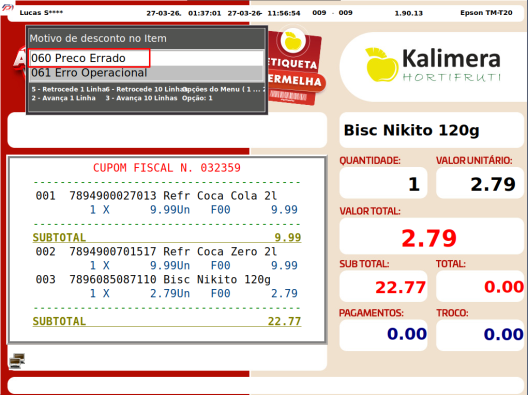 Lucas S**** 27-03-26, 01:37:01 27-03-26- 11:56:54 009 - 009 1.90.13 Epson TM-T20
Motivo de desconto no Item
060 Preco Errado
061 Erro Operacional
5 - Retrocede 1 Linha 6 - Retrocede 10 Linhas Opções do Menu ( 1 ... 2
2 - Avança 1 Linha 3 - Avança 10 Linhas Opção: 1
ETIQUETA
VERMELHA
Kalimera
HORTIFRUTI
Bisc Nikito 120g
QUANTIDADE: VALOR UNITÁRIO:
1 2.79
VALOR TOTAL:
2.79
SUB TOTAL: TOTAL:
22.77 0.00
PAGAMENTOS: TROCO:
0.00 0.00
CUPOM FISCAL N. 032359
001 7894900027013 Refr Coca Cola 2l
1 X 9.99Un F00 9.99
SUBTOTAL 9.99
002 7894900701517 Refr Coca Zero 2l
1 X 9.99Un F00 9.99
003 7896085087110 Bisc Nikito 120g
1 X 2.79Un F00 2.79
SUBTOTAL 22.77